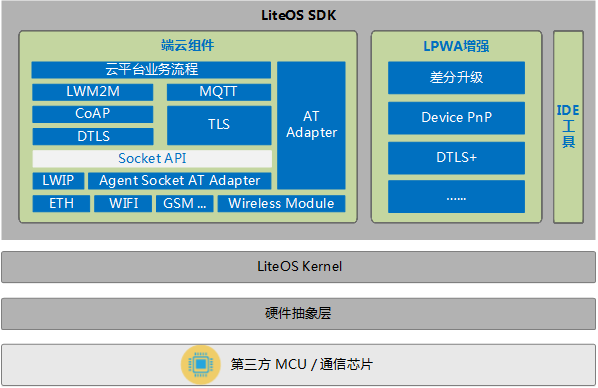 LiteOS SDK
端云组件
云平台业务流程
LWM2M
MQTT
CoAP
TLS
DTLS
AT
Adapter
Socket API
LWIP
Agent Socket AT Adapter
ETH
WIFI
GSM ...
Wireless Module
LPWA增强
差分升级
Device PnP
DTLS+
......
IDE
工
具
LiteOS Kernel
硬件抽象层
第三方 MCU / 通信芯片